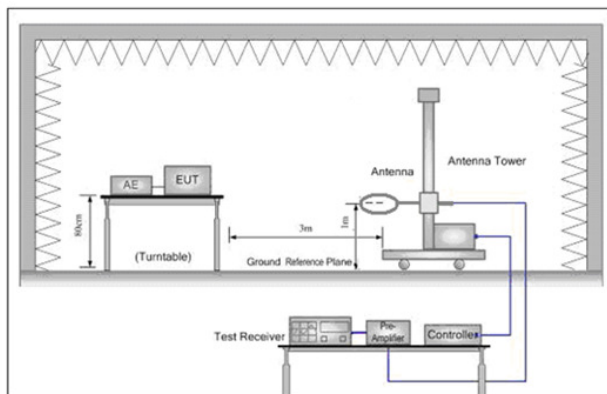 Antenna
Antenna Tower
AE
EUT
80cm
(Turntable)
3m
1m
Ground Reference Plane
Test Receiver
Pre-
Amplifier
Controller